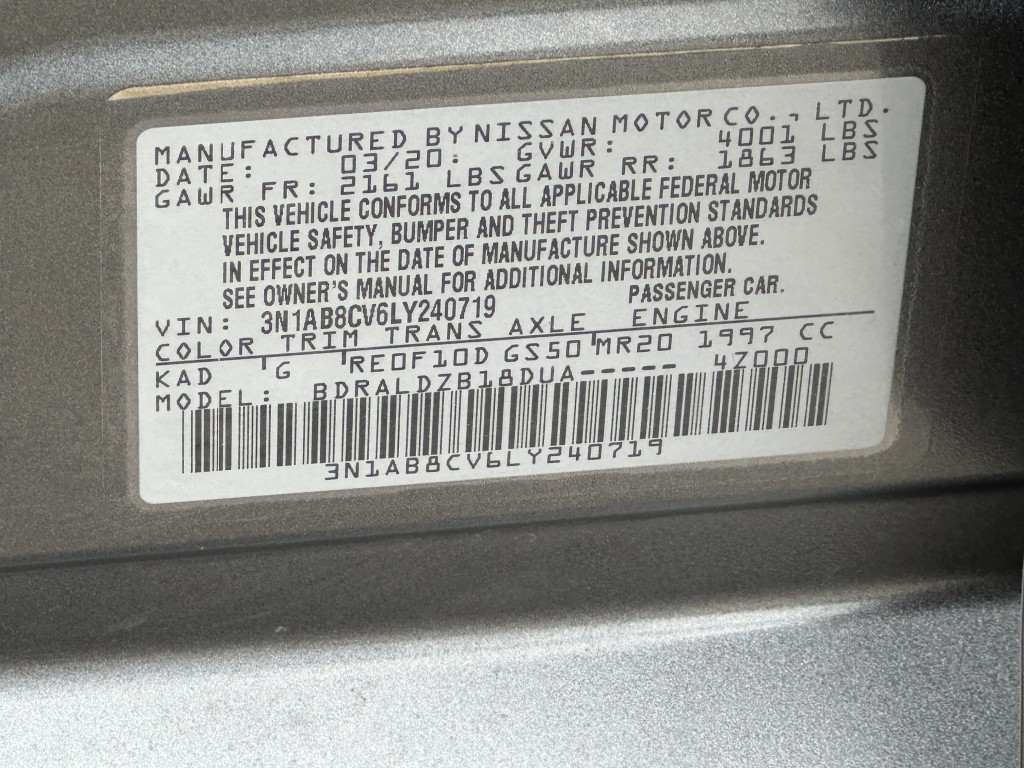 MANUFACTURED BY NISSAN MOTOR CO., LTD.
DATE: 03/20: GVWR: 4001 LBS
GAWR FR: 2161 LBS GAWR RR: 1863 LBS
THIS VEHICLE CONFORMS TO ALL APPLICABLE FEDERAL MOTOR
VEHICLE SAFETY, BUMPER AND THEFT PREVENTION STANDARDS
IN EFFECT ON THE DATE OF MANUFACTURE SHOWN ABOVE.
SEE OWNER'S MANUAL FOR ADDITIONAL INFORMATION.
VIN: 3N1AB8CV6LY240719 PASSENGER CAR.
COLOR TRIM TRANS AXLE ENGINE
KAD G RE0F10D GS50 MR20 1997 CC
MODEL: BDRALDZB18DUA----- 4Z000
3N1AB8CV6LY240719